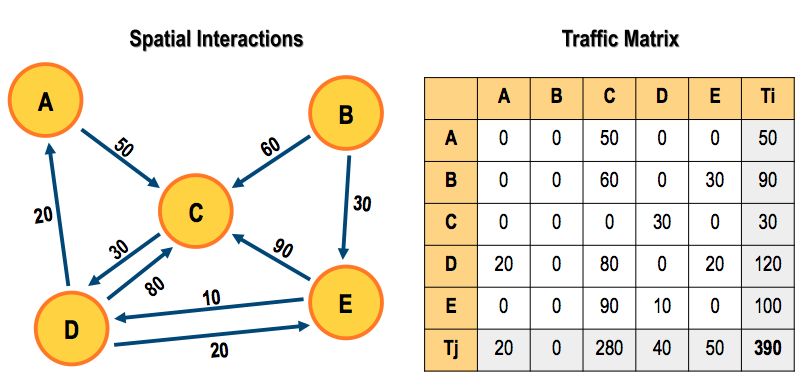 Spatial Interactions
A
B
50
60
20
C
30
30
90
80
10
D
E
20
Traffic Matrix
A B C D E Ti
A 0 0 50 0 0 50
B 0 0 60 0 30 90
C 0 0 0 30 0 30
D 20 0 80 0 20 120
E 0 0 90 10 0 100
Tj 20 0 280 40 50 390